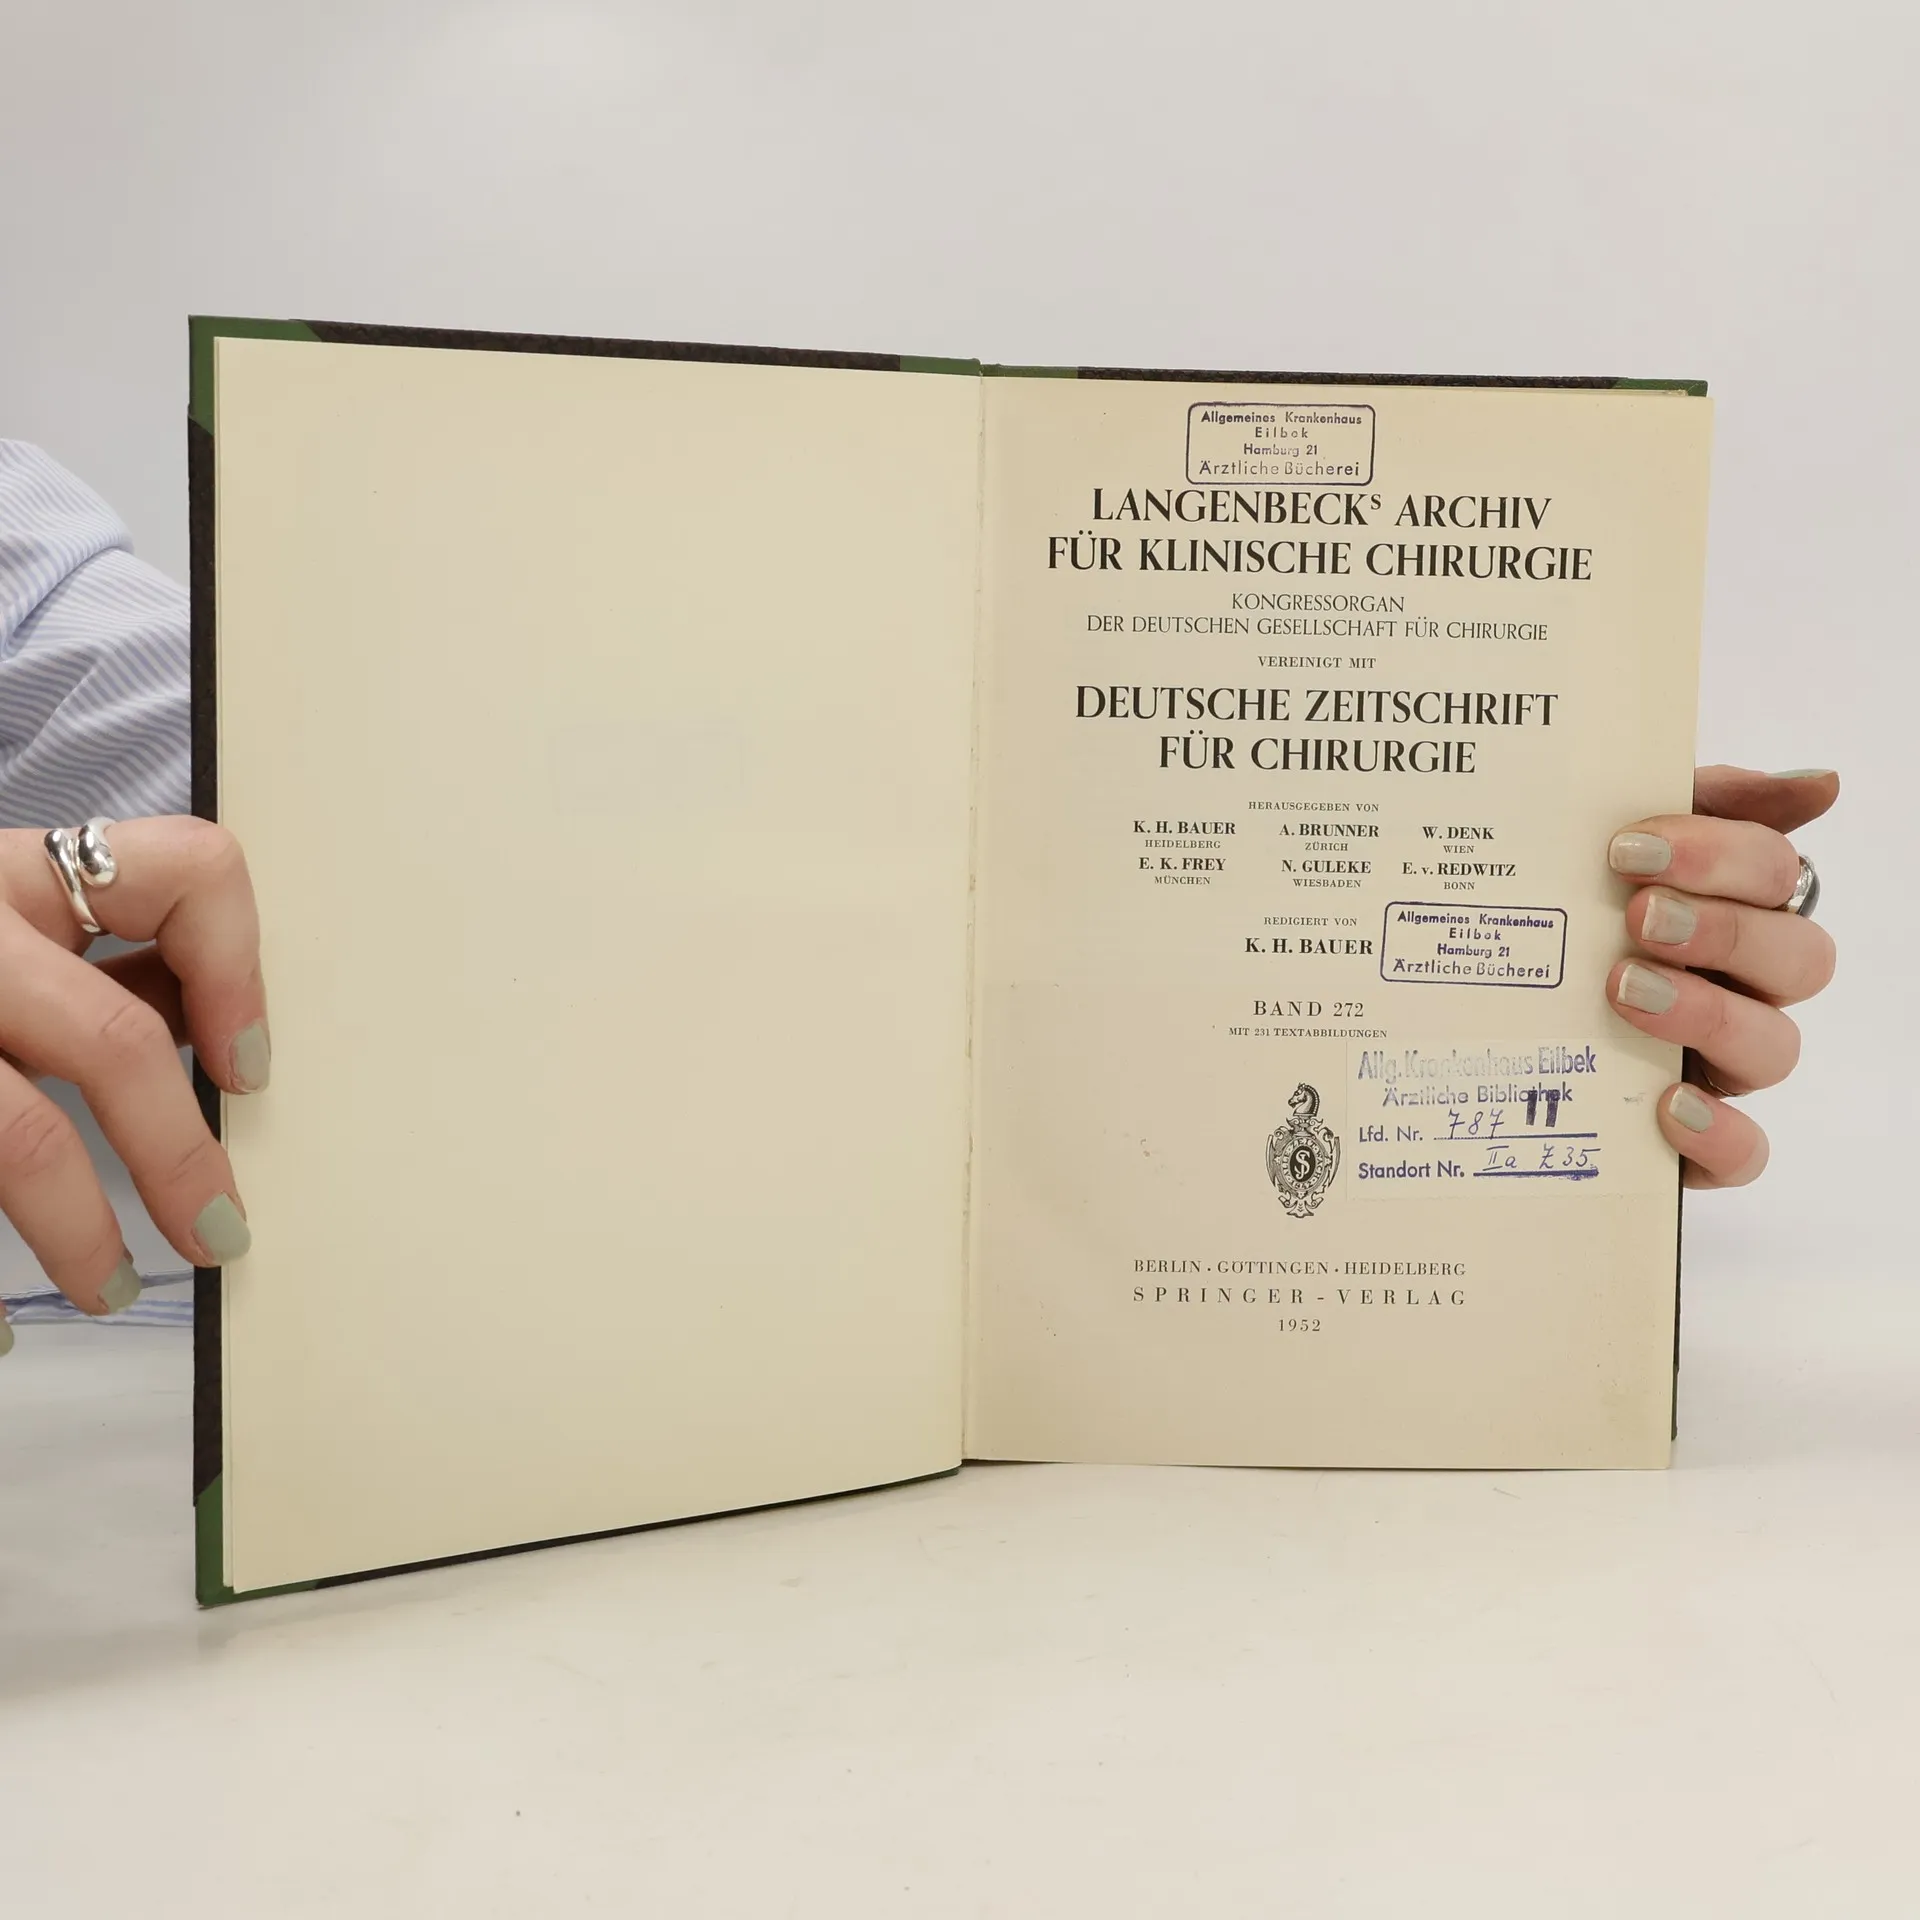 Allgemeines Krankenhaus
Eilbek
Hamburg 21
Ärztliche Bücherei
LANGENBECKS ARCHIV
FÜR KLINISCHE CHIRURGIE
KONGRESSORGAN
DER DEUTSCHEN GESELLSCHAFT FÜR CHIRURGIE
VEREINIGT MIT
DEUTSCHE ZEITSCHRIFT
FÜR CHIRURGIE
HERAUSGEGEBEN VON
K. H. BAUER A. BRUNNER W. DENK
HEIDELBERG ZÜRICH WIEN
E. K. FREY N. GULEKE E. v. REDWITZ
MÜNCHEN WIESBADEN BONN
REDIGIERT VON
K. H. BAUER
Allgemeines Krankenhaus
Eilbek
Hamburg 21
Ärztliche Bücherei
BAND 272
MIT 231 TEXTABBILDUNGEN
Allg. Krankenhaus Eilbek
Ärztliche Bibliothek
Lfd. Nr. 787 II
Standort Nr. IIa Z 35
BERLIN · GÖTTINGEN · HEIDELBERG
SPRINGER-VERLAG
1952